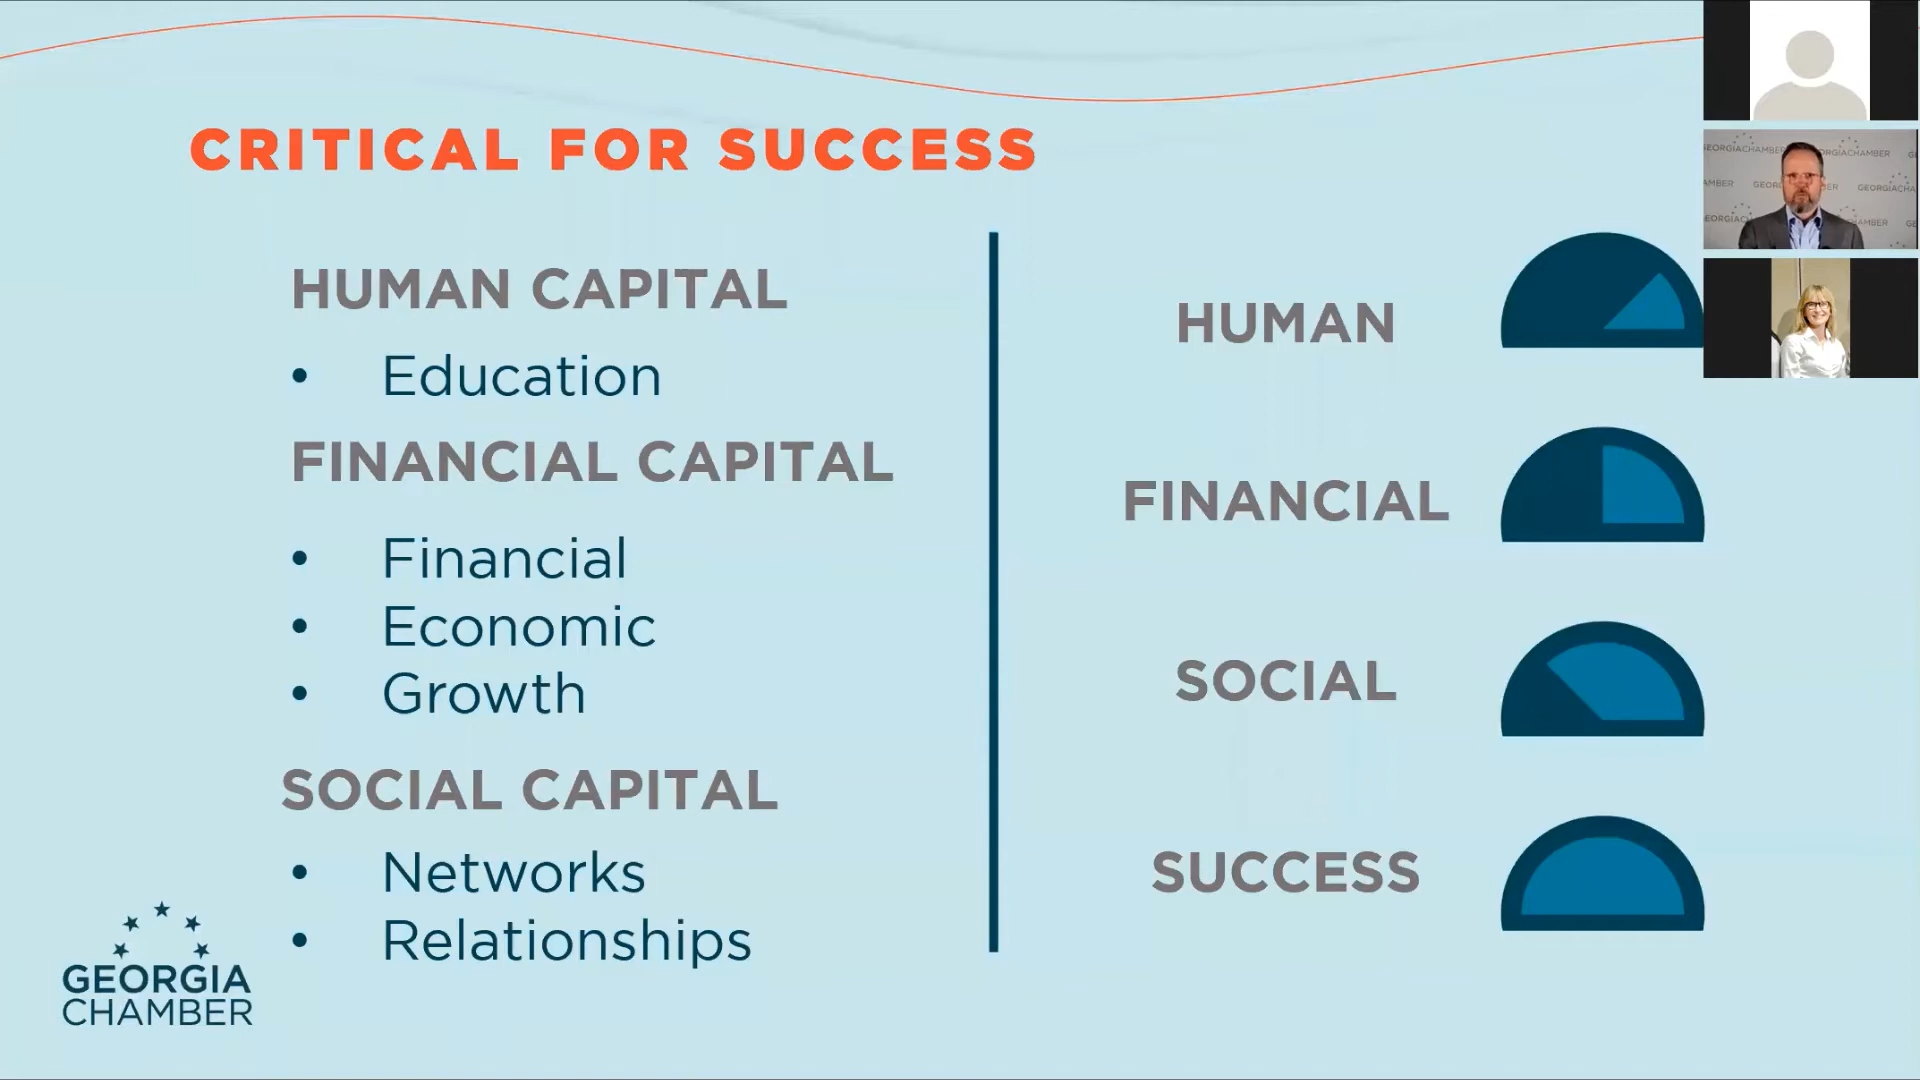 CRITICAL FOR SUCCESS
HUMAN CAPITAL
• Education
FINANCIAL CAPITAL
• Financial
• Economic
• Growth
SOCIAL CAPITAL
• Networks
• Relationships
HUMAN
FINANCIAL
SOCIAL
SUCCESS
GEORGIA
CHAMBER
GEORGIACHAMBER